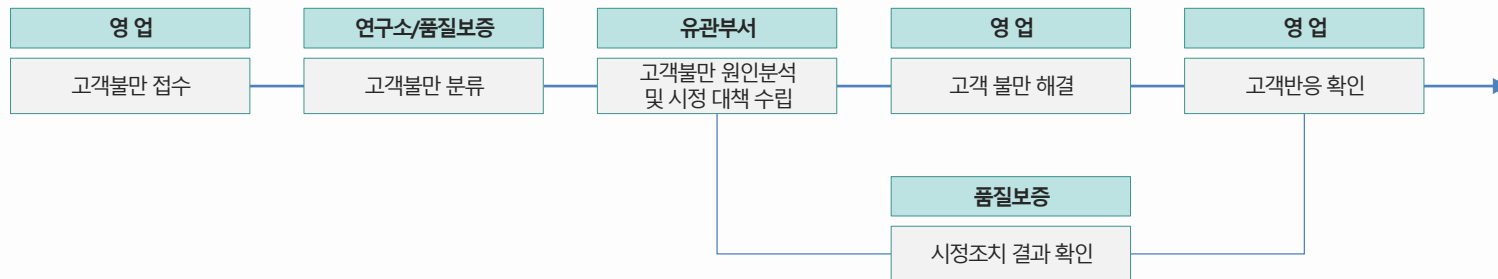 영 업
고객불만 접수
연구소/품질보증
고객불만 분류
유관부서
고객불만 원인분석
및 시정 대책 수립
영 업
고객 불만 해결
영 업
고객반응 확인
품질보증
시정조치 결과 확인